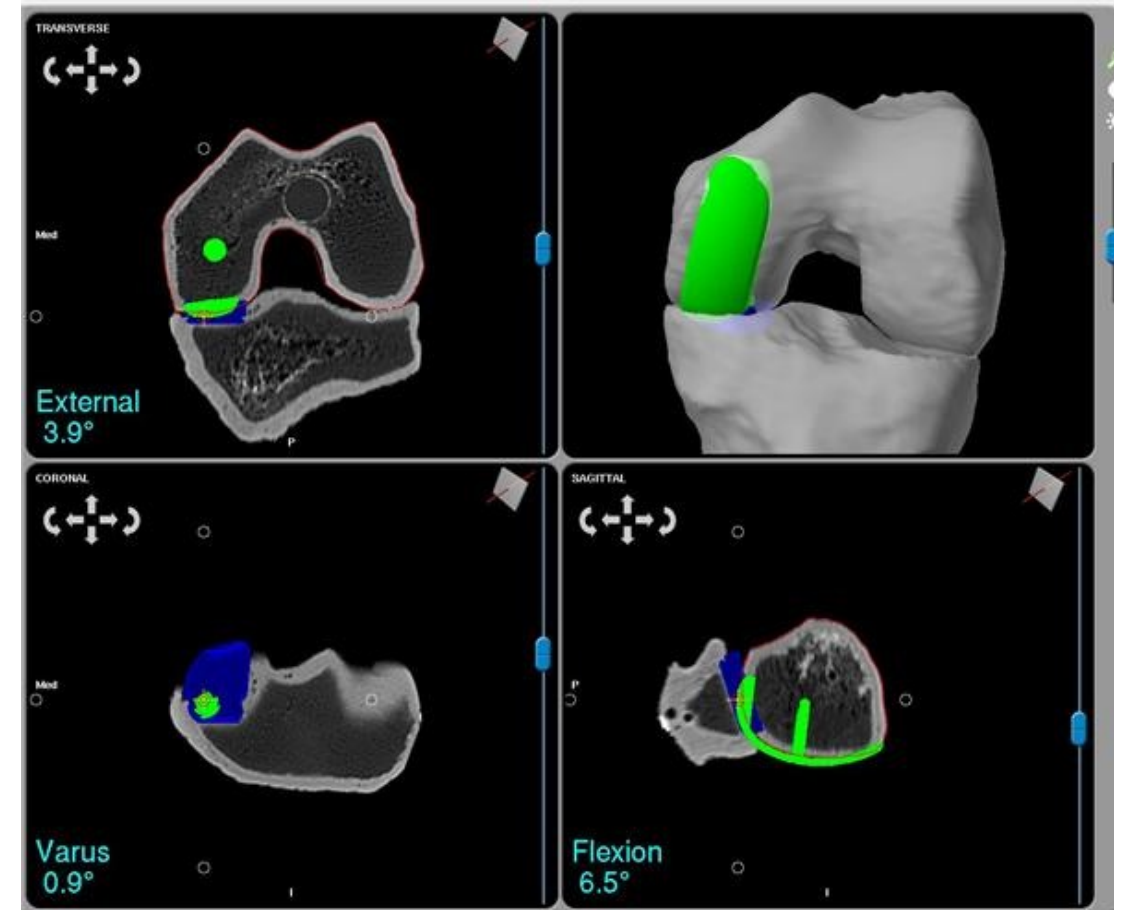 TRANSVERSE
Med
External
3.9°
P
CORONAL
Med
Varus
0.9°
I
SAGITTAL
P
Flexion
6.5°
I